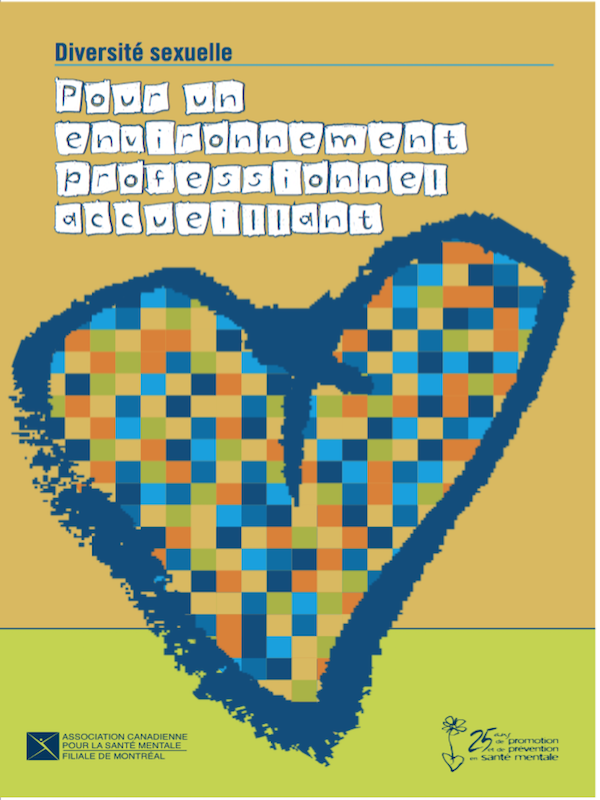 Diversité sexuelle
Pour un
environnement
professionnel
accueillant
ASSOCIATION CANADIENNE
POUR LA SANTÉ MENTALE
FILIALE DE MONTRÉAL
25 ans
de promotion
et de prévention
en santé mentale